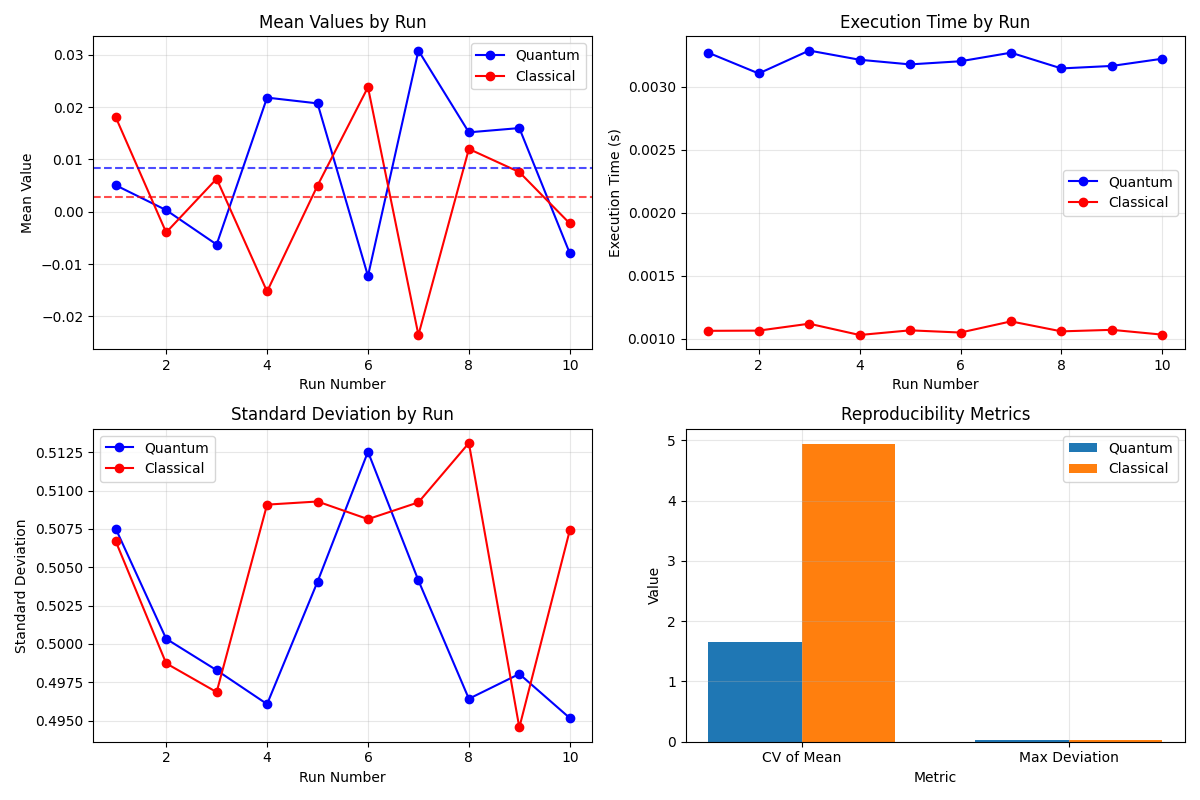 Mean Values by Run
Mean Value
0.03
0.02
0.01
0.00
−0.01
−0.02
Quantum
Classical
2
4
6
8
10
Run Number
Execution Time by Run
Execution Time (s)
0.0030
0.0025
0.0020
0.0015
0.0010
Quantum
Classical
2
4
6
8
10
Run Number
Standard Deviation by Run
Standard Deviation
0.5125
0.5100
0.5075
0.5050
0.5025
0.5000
0.4975
0.4950
Quantum
Classical
2
4
6
8
10
Run Number
Reproducibility Metrics
Value
5
4
3
2
1
0
Quantum
Classical
CV of Mean
Max Deviation
Metric